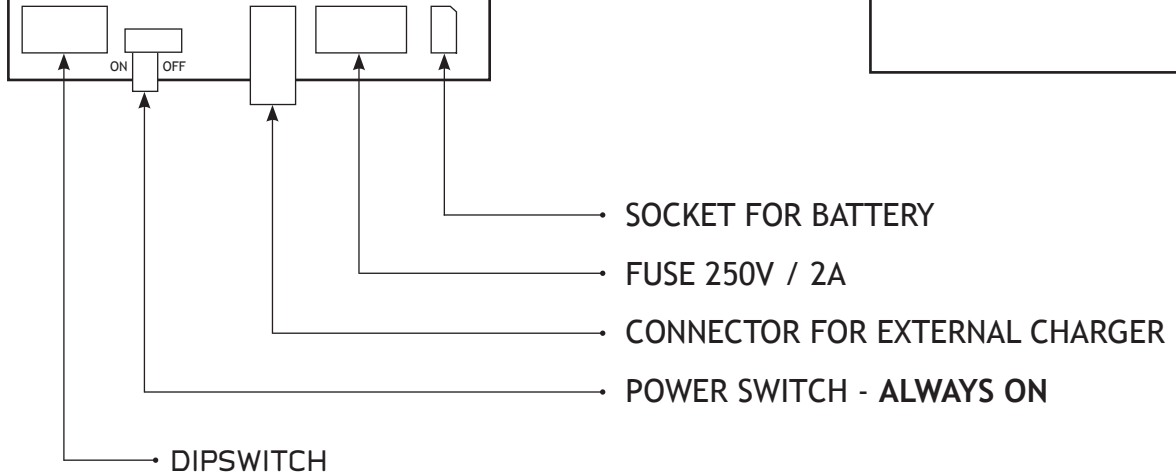 ON OFF
SOCKET FOR BATTERY
FUSE 250V / 2A
CONNECTOR FOR EXTERNAL CHARGER
POWER SWITCH - ALWAYS ON
DIPSWITCH